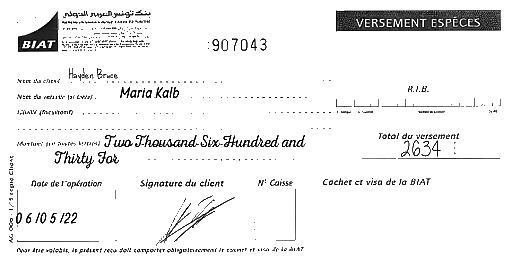 بنك تونس العربي الدولي
BIAT
VERSEMENT ESPÈCES
907043
Nom du client Hayden Bruce
Nom du verseur (si tiers) Maria Kalb
R.I.B.
Libellé (facultatif)
Montant (en toutes lettres) Two Thousand Six Hundred and
Thirty For
Total du versement
2634
Date de l'opération
Signature du client
N° Caisse
Cachet et visa de la BIAT
06/05/22
Pour être valable, le présent reçu doit comporter obligatoirement le cachet et visa de la BIAT